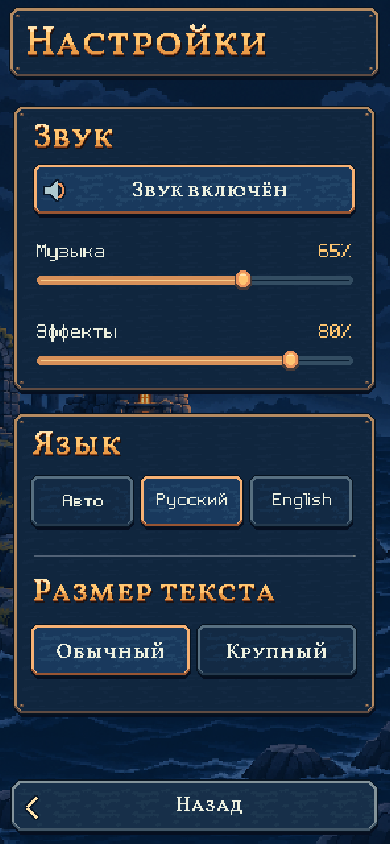 Настройки
Звук
Звук включён
Музыка 65%
Эффекты 80%
Язык
Авто Русский English
Размер текста
Обычный Крупный
Назад